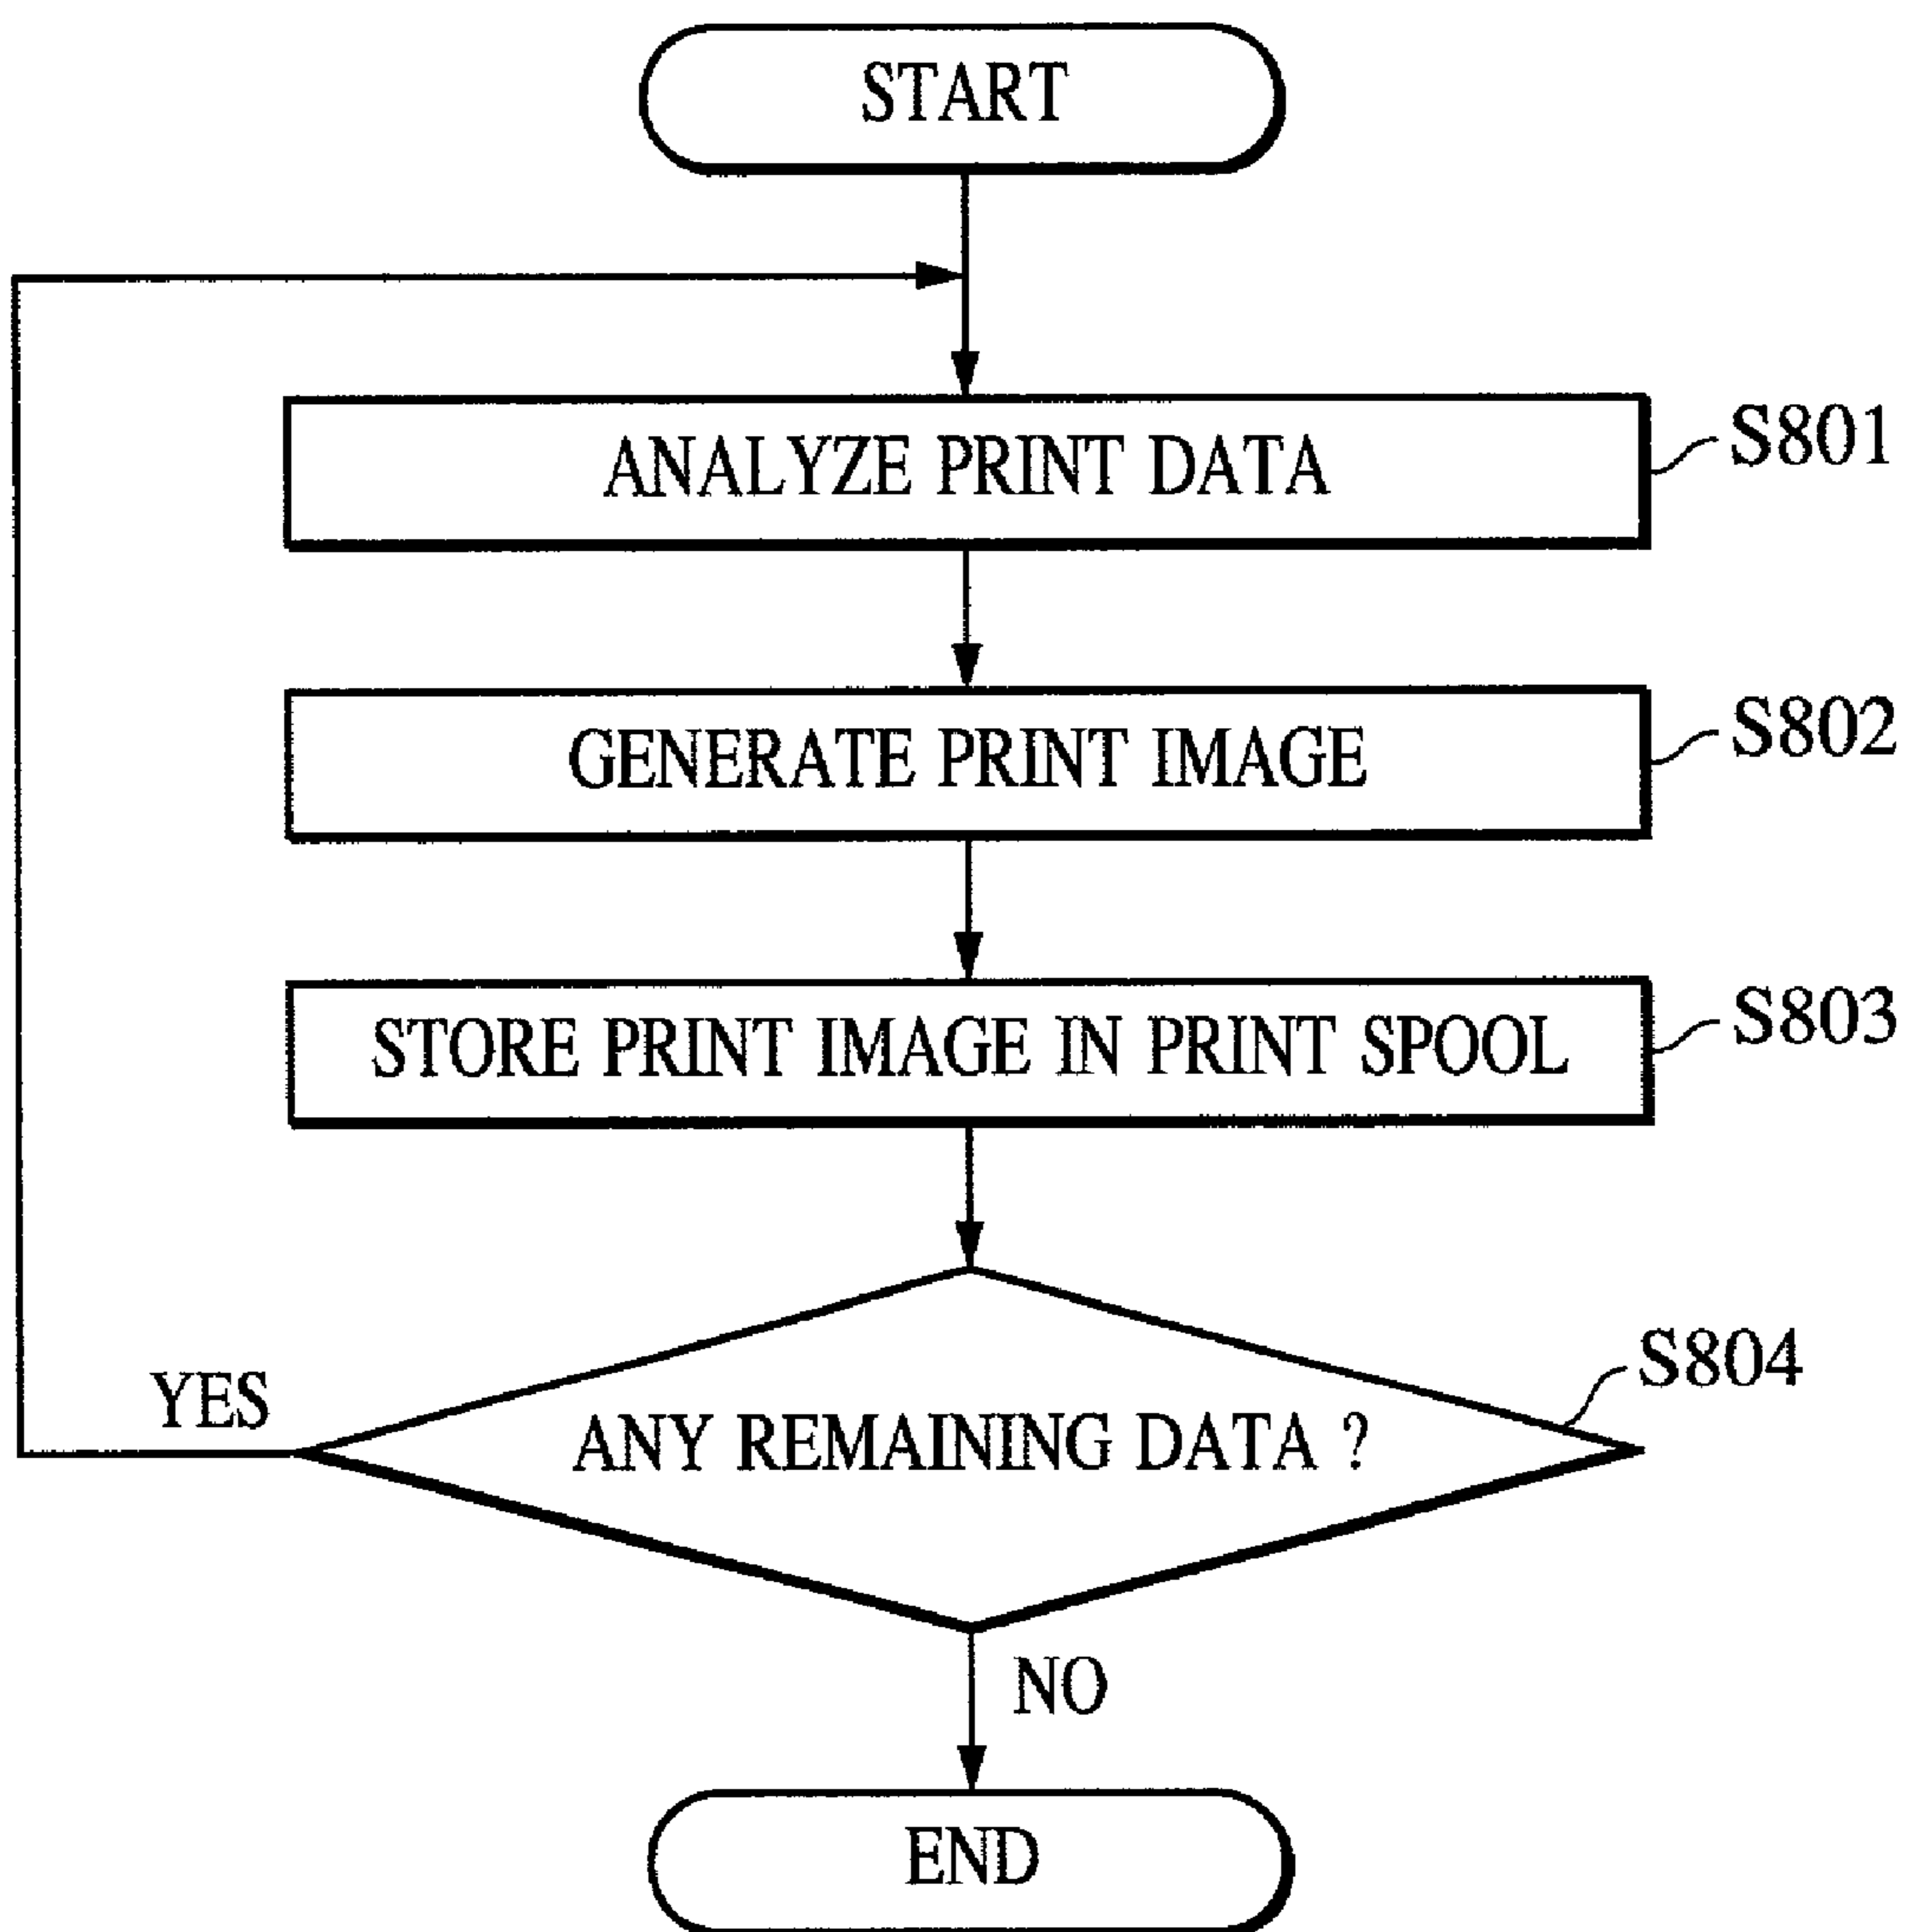 START
ANALYZE PRINT DATA
S801
GENERATE PRINT IMAGE
S802
STORE PRINT IMAGE IN PRINT SPOOL
S803
S804
YES
ANY REMAINING DATA ?
NO
END